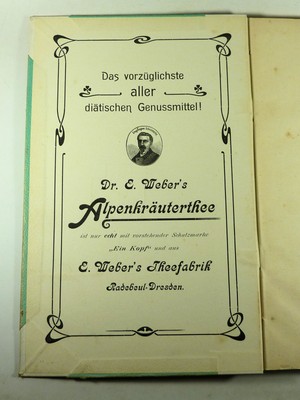 Das vorzüglichste
aller
diätischen Genussmittel!
Dr. E. Weber's
Alpenkräuterthee
ist nur echt mit vorstehender Schutzmarke
„Ein Kopf“ und aus
E. Weber's Theefabrik
Radebeul-Dresden.